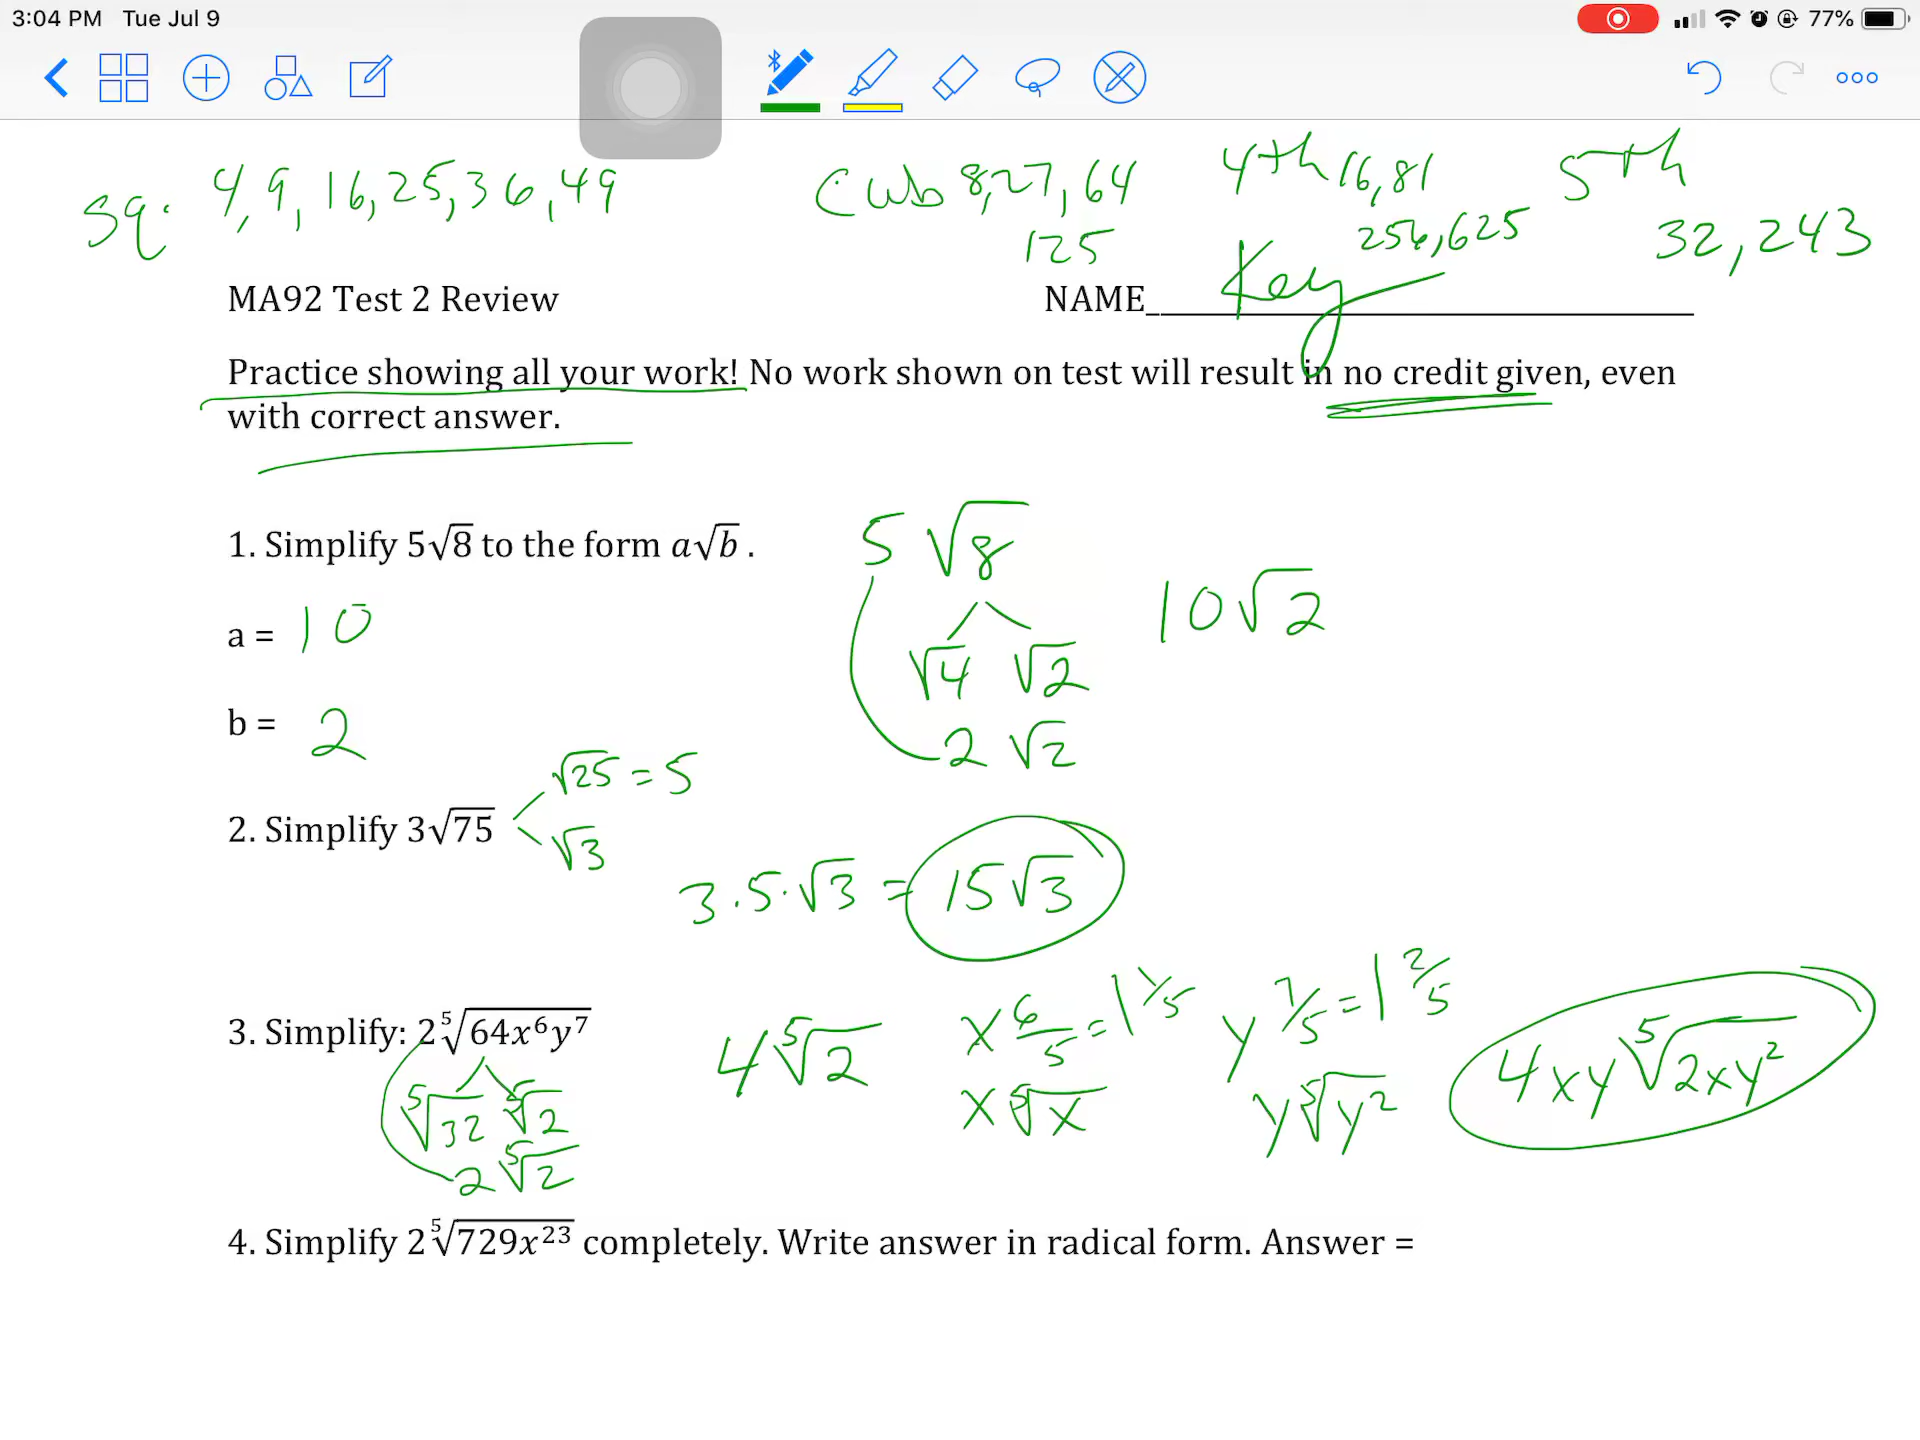 3:04 PM Tue Jul 9 77%
sq. 4, 9, 16, 25, 36, 49 Cub 8, 27, 64 4th 16, 81 5th
125 256, 625 32, 243
MA92 Test 2 Review NAME Key
Practice showing all your work! No work shown on test will result in no credit given, even
with correct answer.
1. Simplify 5√8 to the form a√b . 5√8
a = 10 10√2
√4 √2
b = 2 2 √2
√25 = 5
2. Simplify 3√75
√3
3 · 5 · √3 = 15√3
3. Simplify: 2⁵√64x⁶y⁷ 4⁵√2 x 6/5 = 1 1/5 y 7/5 = 1 2/5 4xy⁵√2xy²
⁵√32 ⁵√2 x⁵√x y⁵√y²
2 ⁵√2
4. Simplify 2⁵√729x²³ completely. Write answer in radical form. Answer =